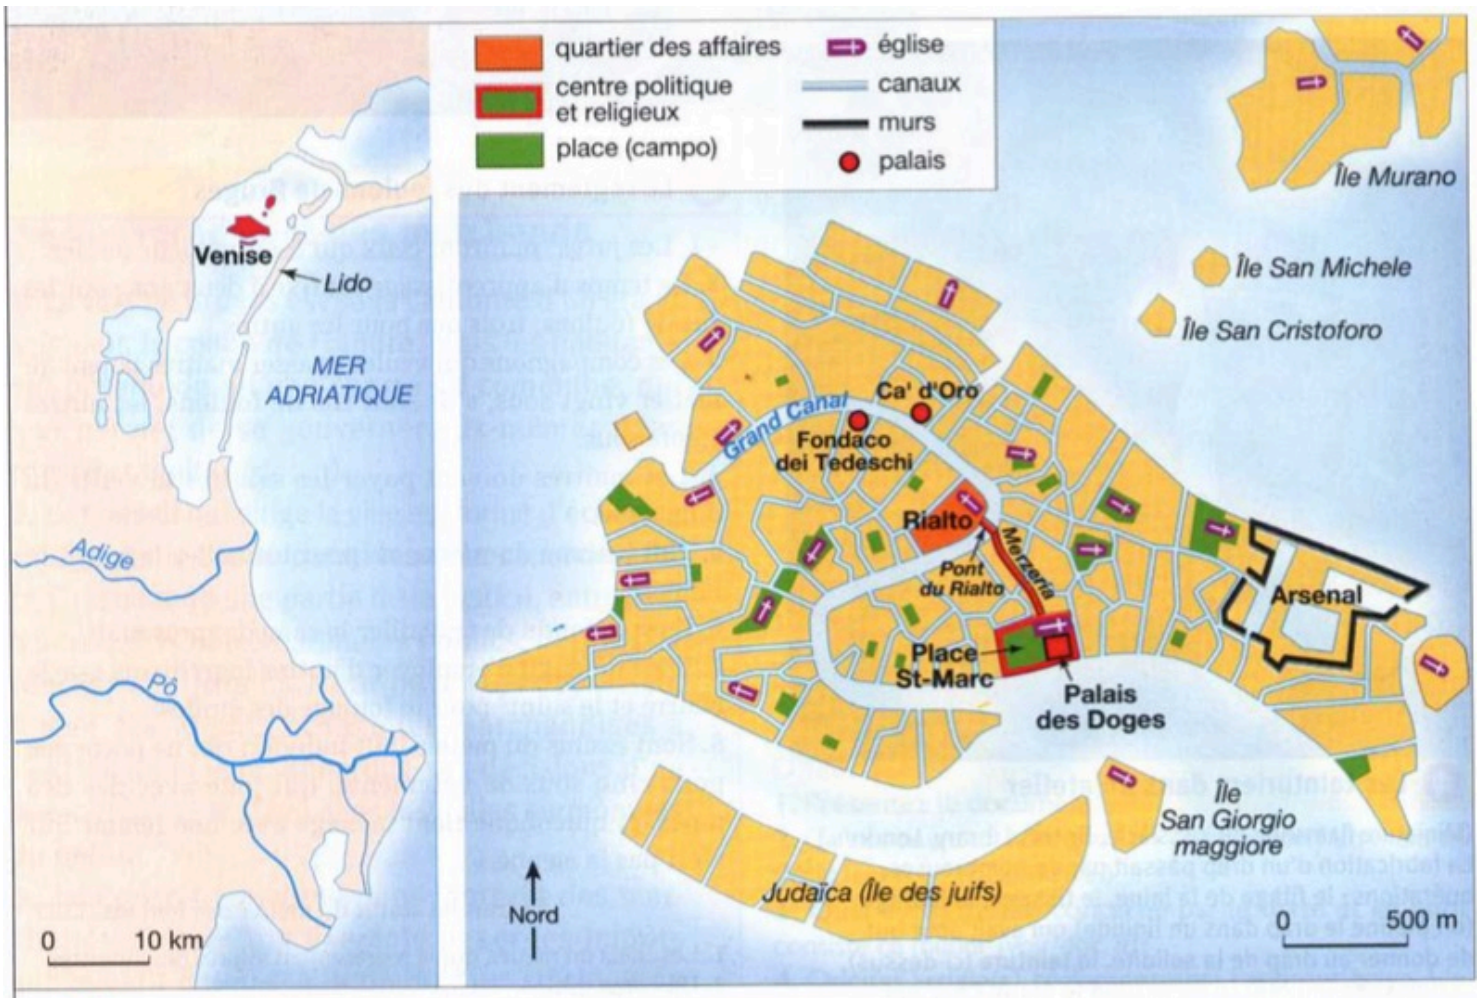 quartier des affaires
centre politique
et religieux
place (campo)
église
canaux
murs
palais
Venise
Lido
MER
ADRIATIQUE
Adige
Pô
0 10 km
Île Murano
Île San Michele
Île San Cristoforo
Grand Canal
Ca' d'Oro
Fondaco
dei Tedeschi
Rialto
Pont
du Rialto
Merzeria
Arsenal
Place
St-Marc
Palais
des Doges
Île
San Giorgio
maggiore
Judaïca (Île des juifs)
Nord
0 500 m